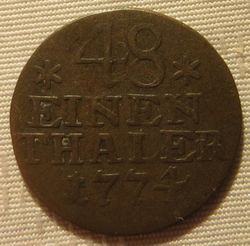 * 48 *
EINEN
THALER
1774